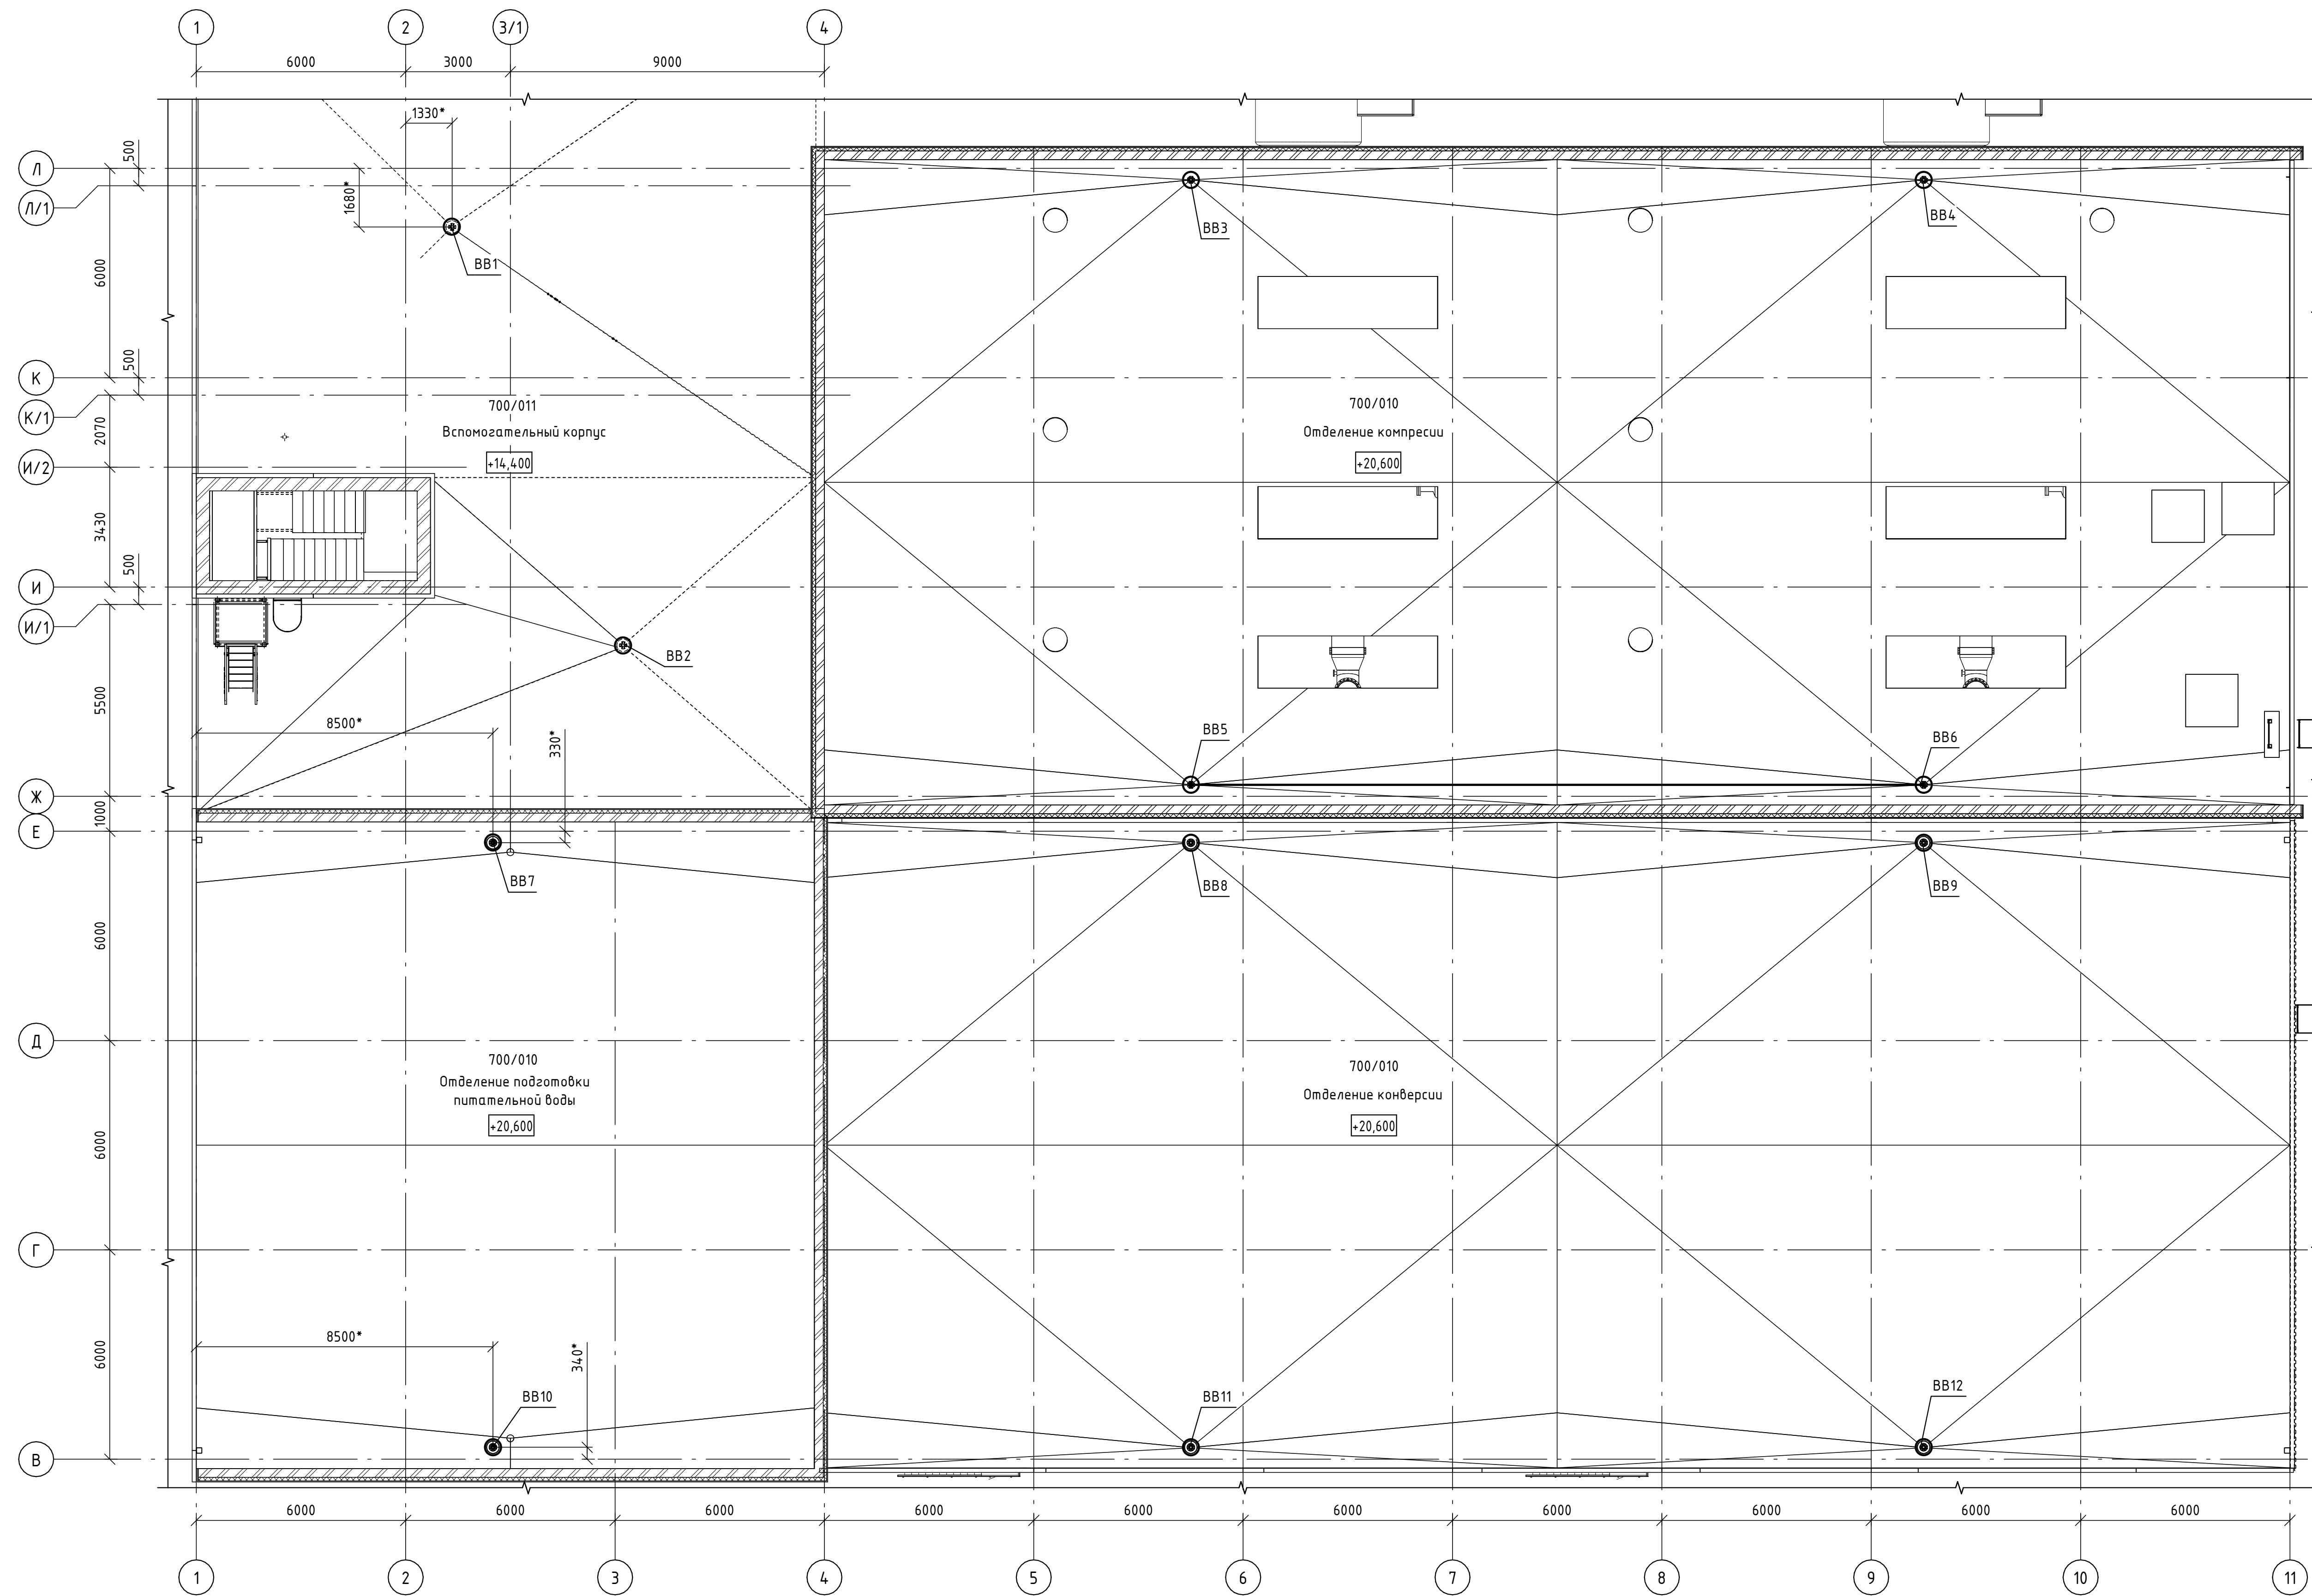 1 2 3/1 4
6000 3000 9000
1330*
Л
500
1680*
Л/1
ВВ1
ВВ3
ВВ4
6000
К
500
К/1
700/011
Вспомогательный корпус
+14,400
700/010
Отделение компресии
+20,600
2070
И/2
3430
500
И
И/1
ВВ2
5500
8500*
330*
ВВ5
ВВ6
Ж
1000
Е
ВВ7
ВВ8
ВВ9
6000
Д
700/010
Отделение подготовки
питательной воды
+20,600
700/010
Отделение конверсии
+20,600
6000
Г
6000
8500*
340*
ВВ10
ВВ11
ВВ12
В
6000 6000 6000 6000 6000 6000 6000 6000 6000 6000
1 2 3 4 5 6 7 8 9 10 11